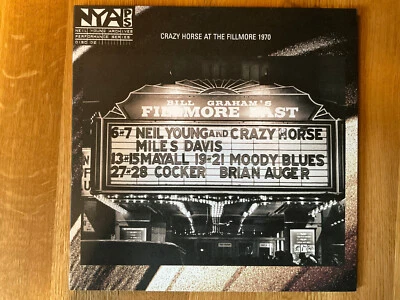 NYA PS
NEIL YOUNG ARCHIVES
PERFORMANCE SERIES
DISC 02
CRAZY HORSE AT THE FILLMORE 1970
BILL GRAHAM'S
FILLMORE EAST
6-7 NEIL YOUNG AND CRAZY HORSE
MILES DAVIS
13-15 MAYALL 19-21 MOODY BLUES
27-28 COCKER BRIAN AUGER